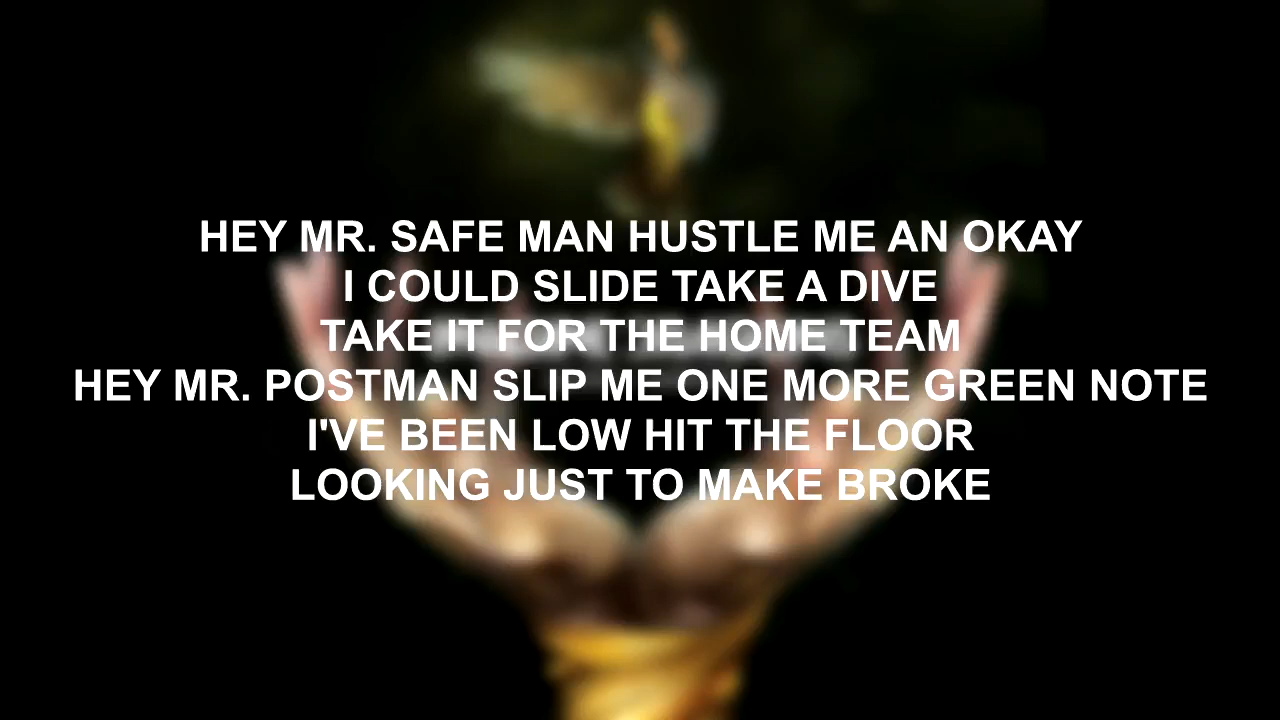 HEY MR. SAFE MAN HUSTLE ME AN OKAY
I COULD SLIDE TAKE A DIVE
TAKE IT FOR THE HOME TEAM
HEY MR. POSTMAN SLIP ME ONE MORE GREEN NOTE
I'VE BEEN LOW HIT THE FLOOR
LOOKING JUST TO MAKE BROKE